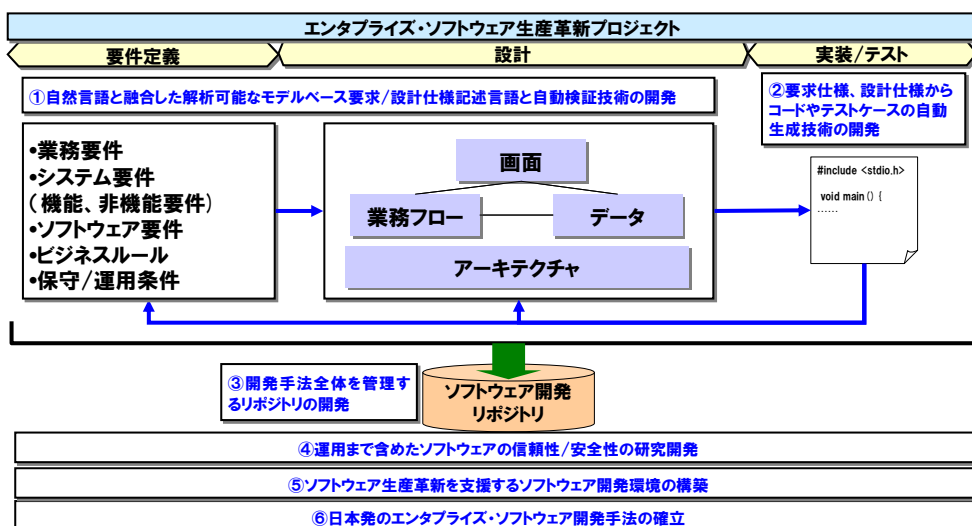 エンタプライズ・ソフトウェア生産革新プロジェクト
要件定義
設計
実装/テスト
①自然言語と融合した解析可能なモデルベース要求/設計仕様記述言語と自動検証技術の開発
②要求仕様、設計仕様から
コードやテストケースの自動
生成技術の開発
•業務要件
•システム要件
(機能、非機能要件)
•ソフトウェア要件
•ビジネスルール
•保守/運用条件
画面
業務フロー
データ
アーキテクチャ
#include <stdio.h>
void main () {
……
③開発手法全体を管理す
るリポジトリの開発
ソフトウェア開発
リポジトリ
④運用まで含めたソフトウェアの信頼性/安全性の研究開発
⑤ソフトウェア生産革新を支援するソフトウェア開発環境の構築
⑥日本発のエンタプライズ・ソフトウェア開発手法の確立